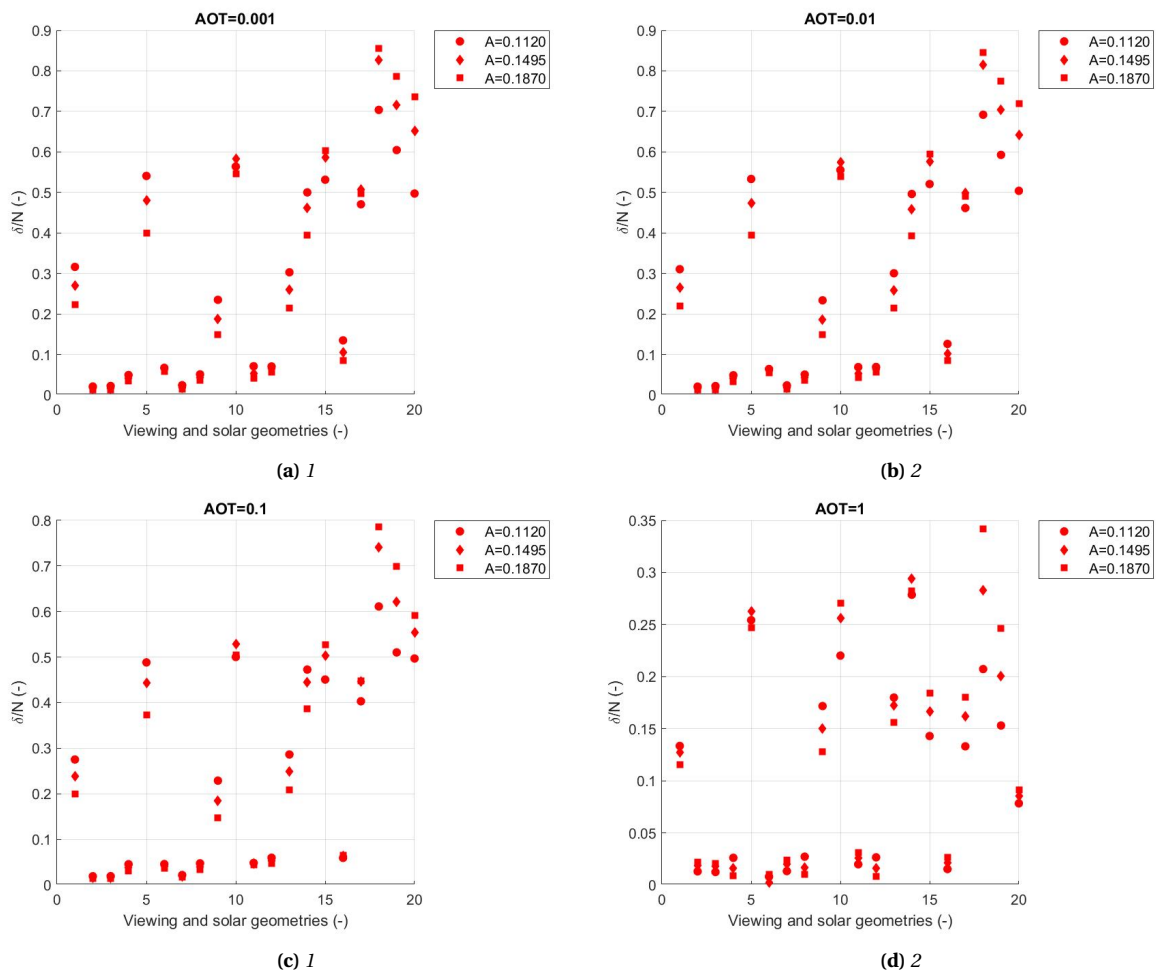 AOT=0.001
0.9
0.8
0.7
0.6
0.5
0.4
0.3
0.2
0.1
0
δ/N (-)
0 5 10 15 20
Viewing and solar geometries (-)
A=0.1120
A=0.1495
A=0.1870
(a) 1
AOT=0.01
0.9
0.8
0.7
0.6
0.5
0.4
0.3
0.2
0.1
0
δ/N (-)
0 5 10 15 20
Viewing and solar geometries (-)
A=0.1120
A=0.1495
A=0.1870
(b) 2
AOT=0.1
0.8
0.7
0.6
0.5
0.4
0.3
0.2
0.1
0
δ/N (-)
0 5 10 15 20
Viewing and solar geometries (-)
A=0.1120
A=0.1495
A=0.1870
(c) 1
AOT=1
0.35
0.3
0.25
0.2
0.15
0.1
0.05
0
δ/N (-)
0 5 10 15 20
Viewing and solar geometries (-)
A=0.1120
A=0.1495
A=0.1870
(d) 2